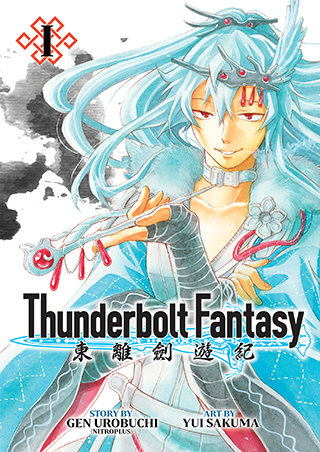 I
Thunderbolt Fantasy
東離劍遊紀
STORY BY
GEN UROBUCHI
(NITROPLUS)
ART BY
YUI SAKUMA